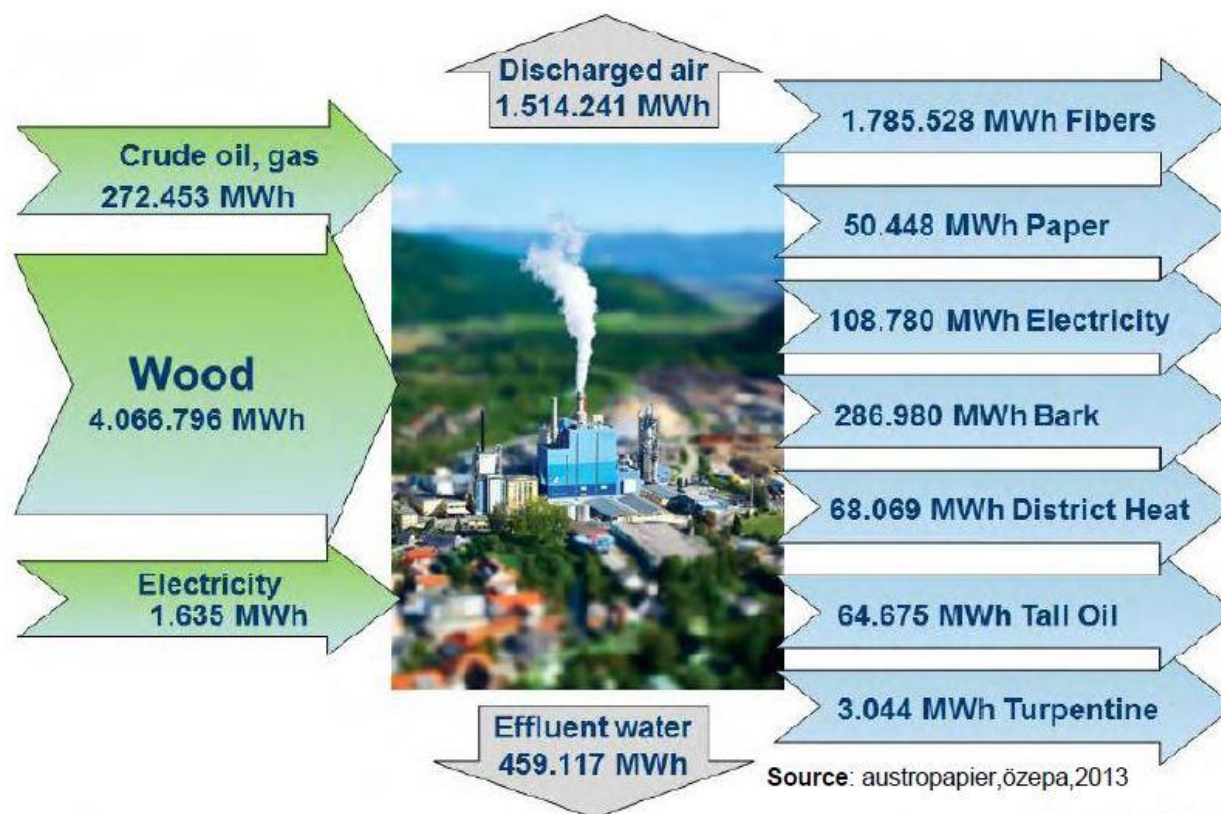 Discharged air
1.514.241 MWh
Crude oil, gas
272.453 MWh
Wood
4.066.796 MWh
Electricity
1.635 MWh
1.785.528 MWh Fibers
50.448 MWh Paper
108.780 MWh Electricity
286.980 MWh Bark
68.069 MWh District Heat
64.675 MWh Tall Oil
3.044 MWh Turpentine
Effluent water
459.117 MWh
Source: austropapier,özepa,2013